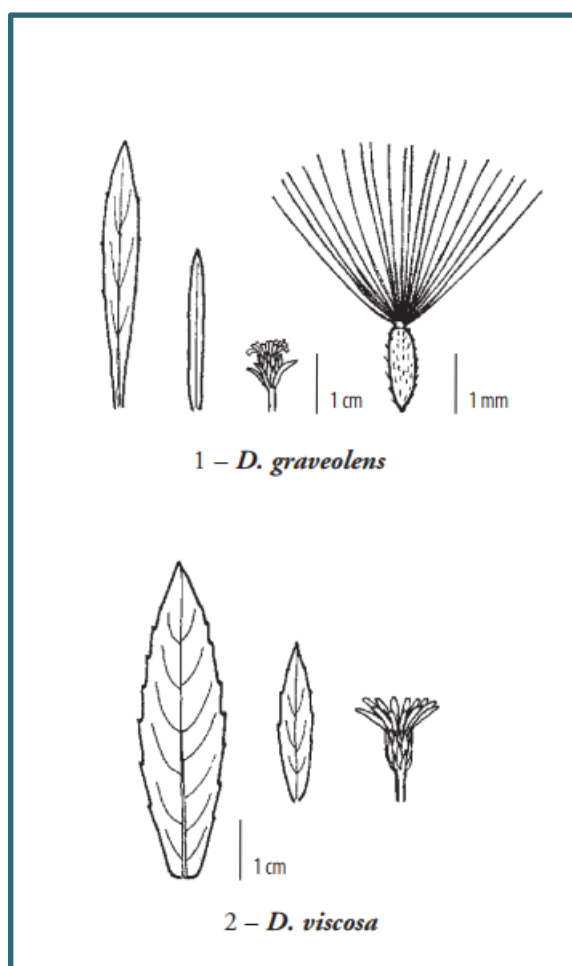 1 cm 1 mm
1 – D. graveolens
1 cm
2 – D. viscosa